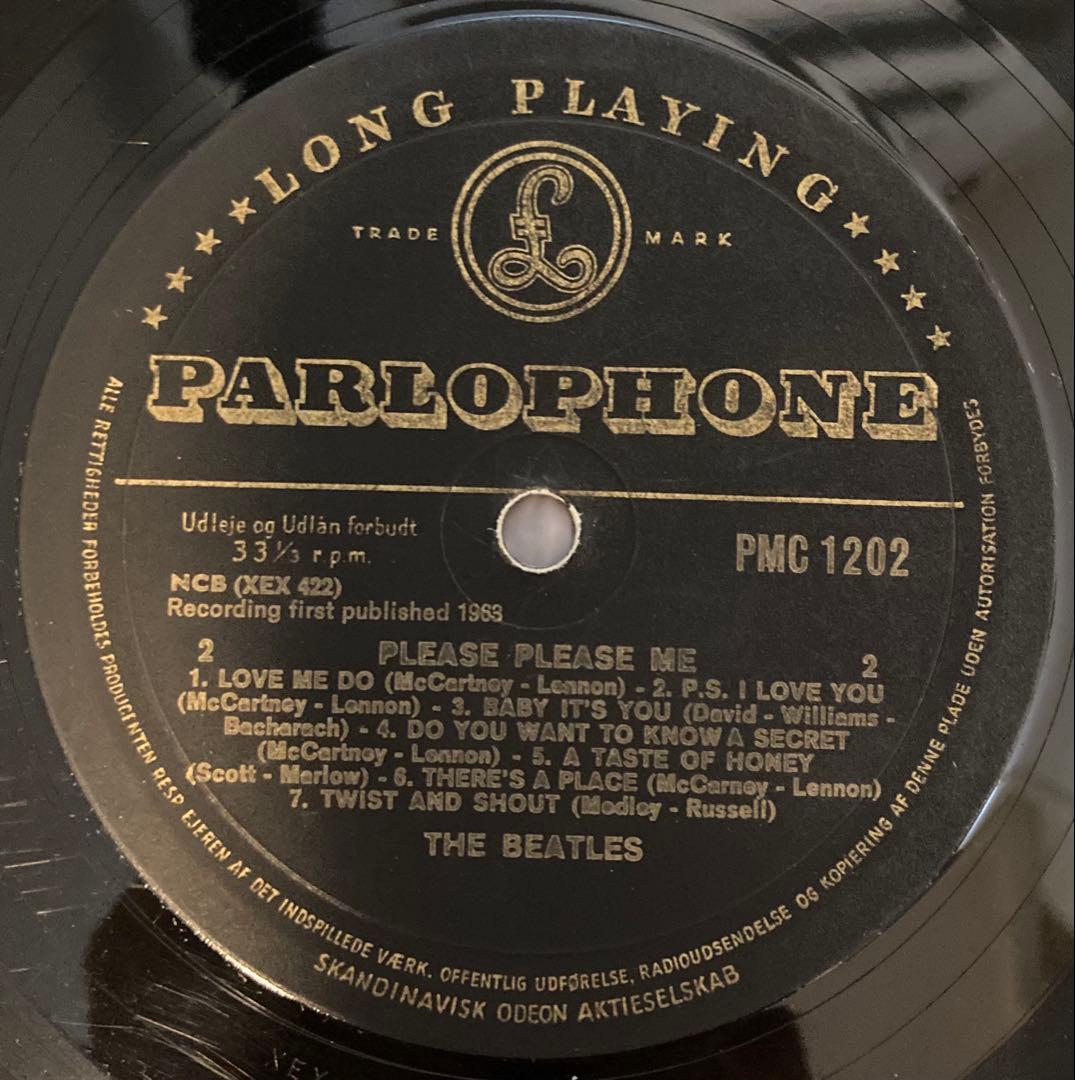 ★★★★ LONG PLAYING ★★★★
TRADE MARK
£
PARLOPHONE
Udleje og Udlån forbudt
33 1/3 r.p.m.
PMC 1202
NCB (XEX 422)
Recording first published 1963
2 PLEASE PLEASE ME 2
1. LOVE ME DO (McCartney - Lennon) - 2. P.S. I LOVE YOU
(McCartney - Lennon) - 3. BABY IT'S YOU (David - Williams -
Bacharach) - 4. DO YOU WANT TO KNOW A SECRET
(McCartney - Lennon) - 5. A TASTE OF HONEY
(Scott - Marlow) - 6. THERE'S A PLACE (McCarney - Lennon)
7. TWIST AND SHOUT (Medley - Russell)
THE BEATLES
ALLE RETTIGHEDER FORBEHOLDES PRODUCENTEN RESP. EJEREN AF DET INDSPILLEDE VÆRK. OFFENTLIG UDFØRELSE, RADIOUDSENDELSE OG KOPIERING AF DENNE PLADE UDEN AUTORISATION FORBYDES
SKANDINAVISK ODEON AKTIESELSKAB
XEX